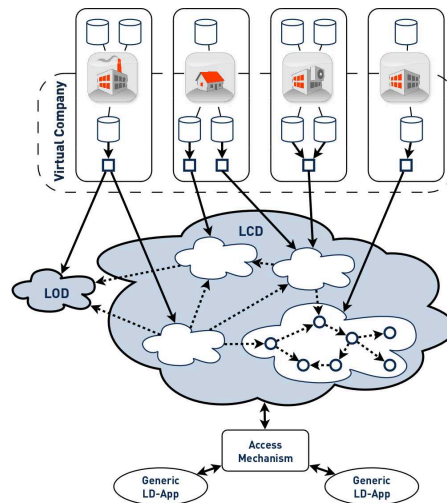 Virtual Company
LCD
LOD
Access
Mechanism
Generic
LD-App
Generic
LD-App